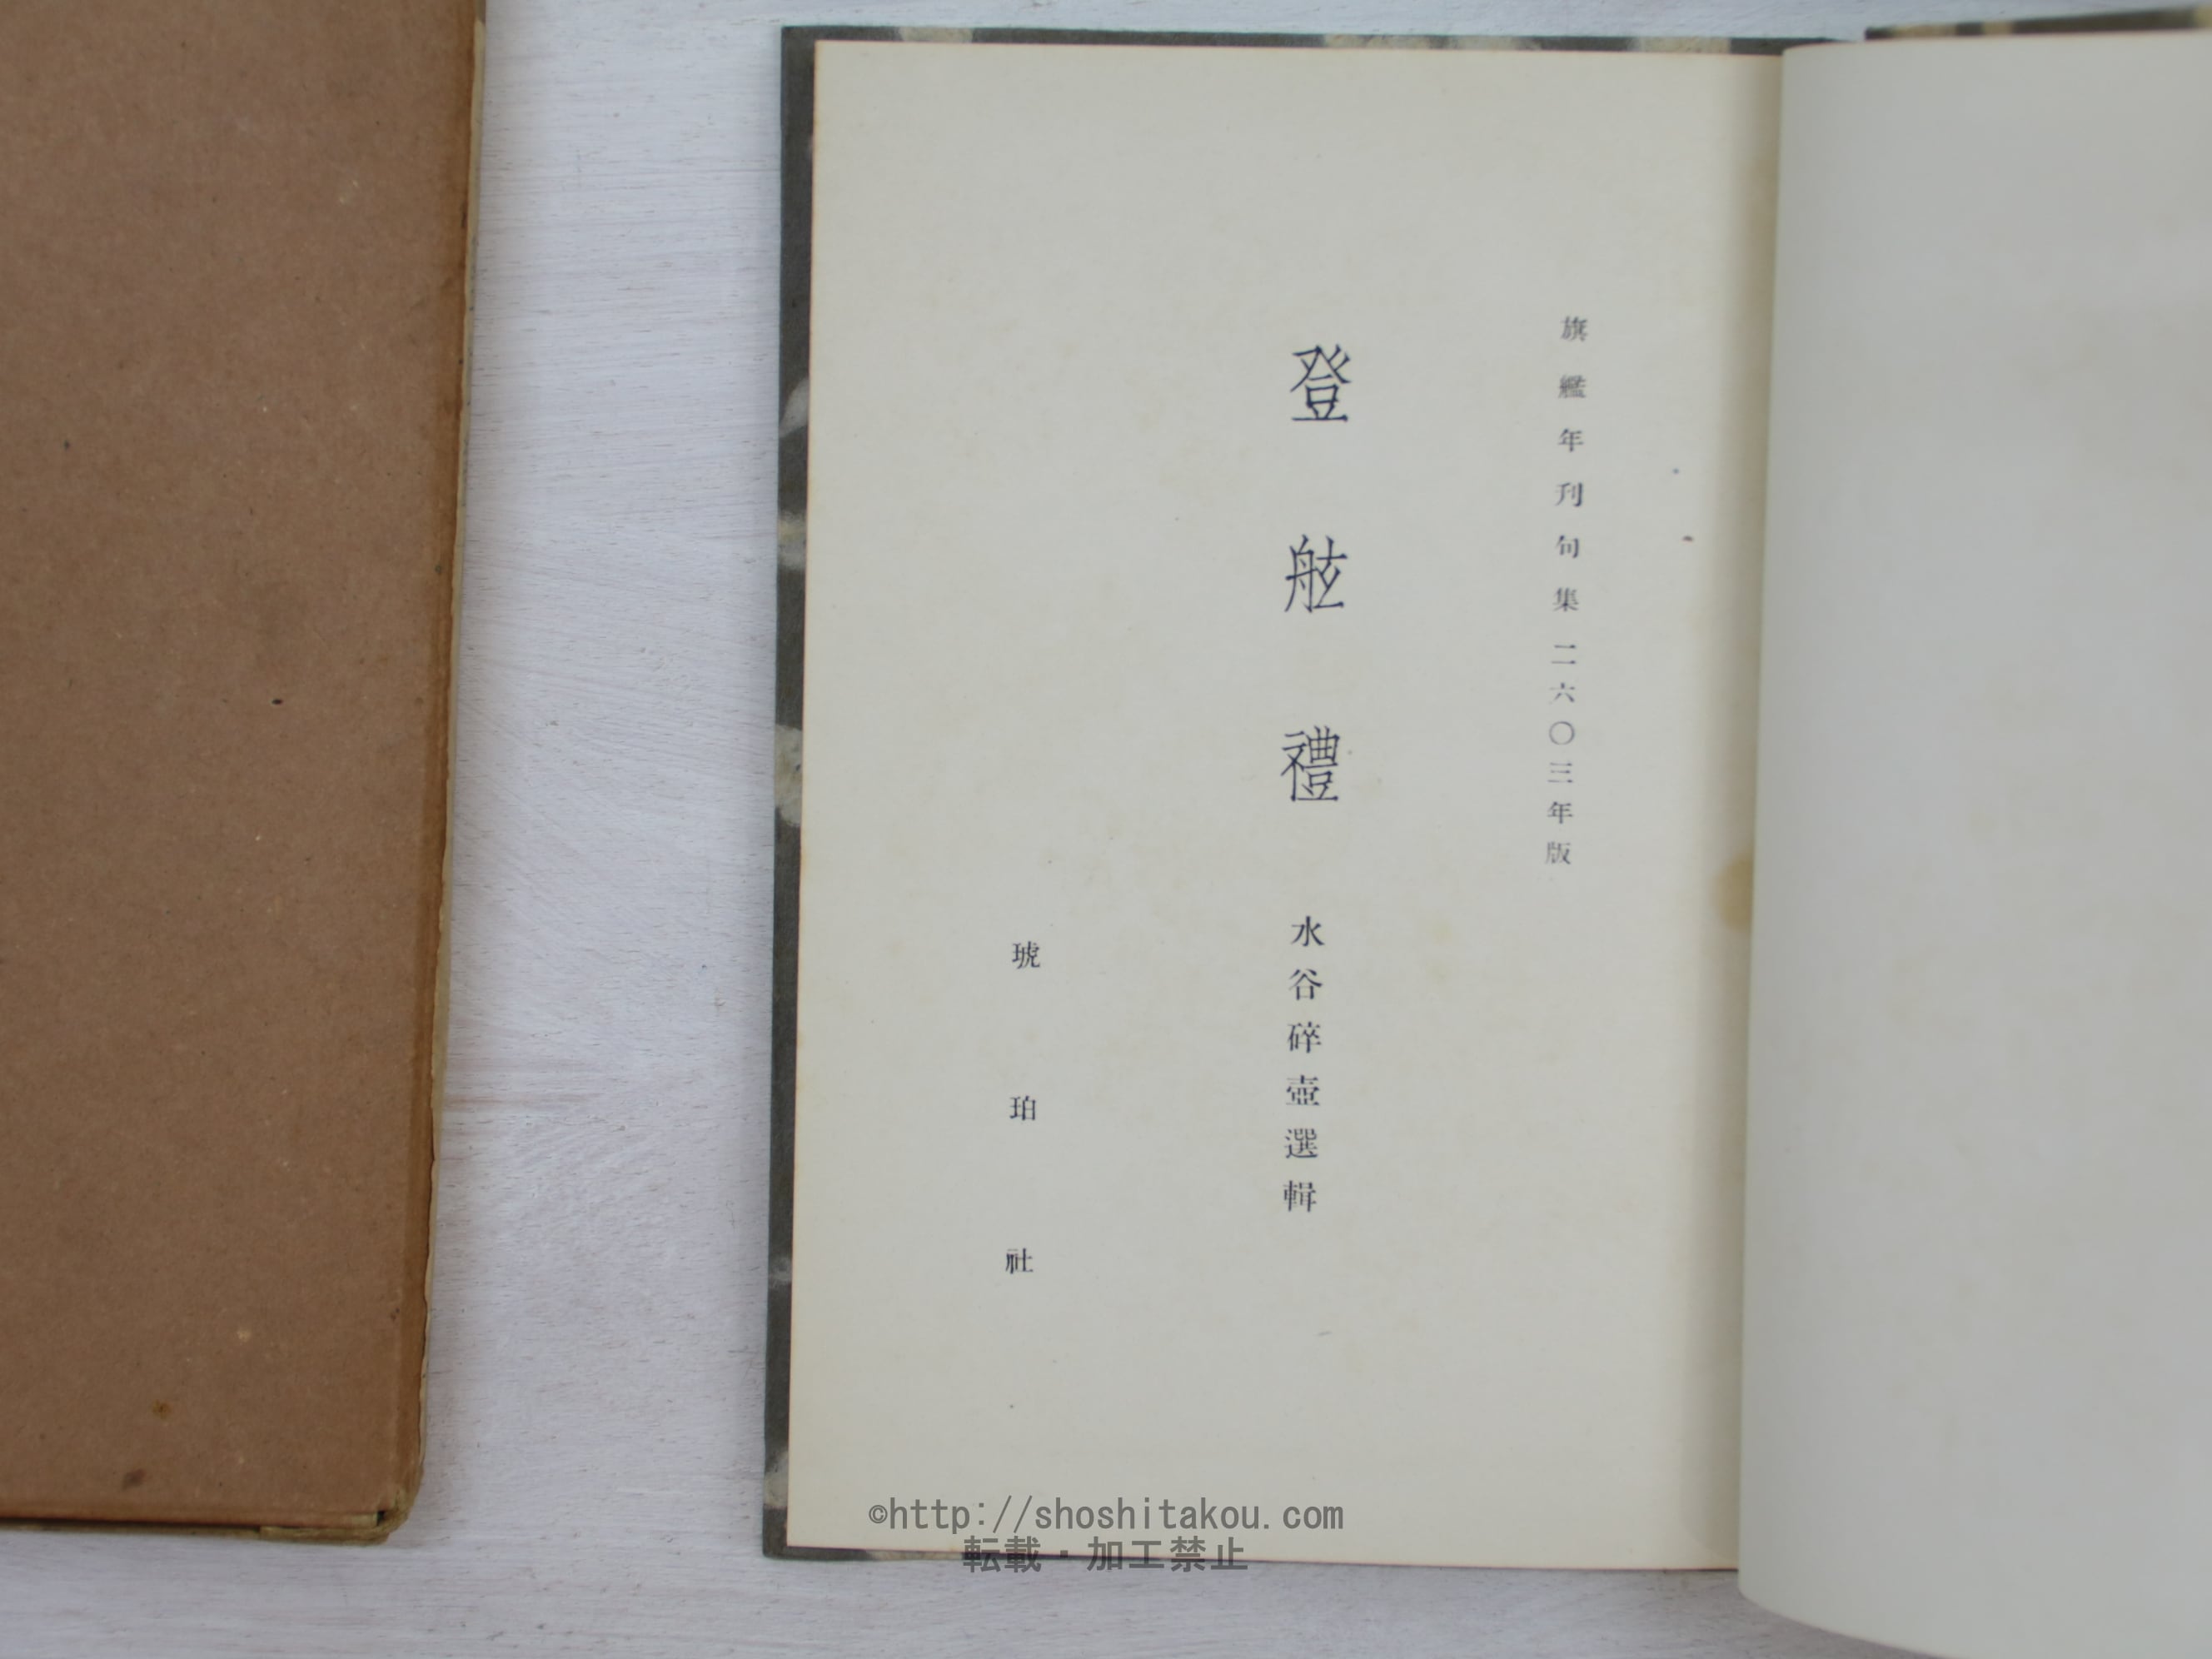 旗艦年刊句集二六〇三年版
登舷禮 水谷碎壺選輯
琥珀社
©http://shoshitakou.com
転載・加工禁止